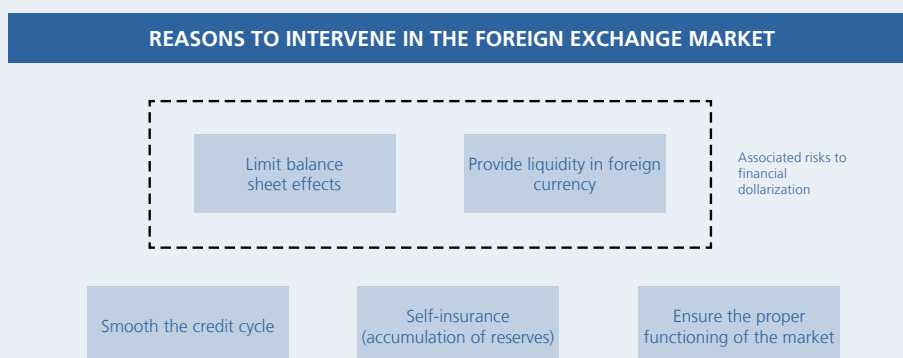 REASONS TO INTERVENE IN THE FOREIGN EXCHANGE MARKET
Limit balance
sheet effects
Provide liquidity in foreign
currency
Associated risks to
financial
dollarization
Smooth the credit cycle
Self-insurance
(accumulation of reserves)
Ensure the proper
functioning of the market